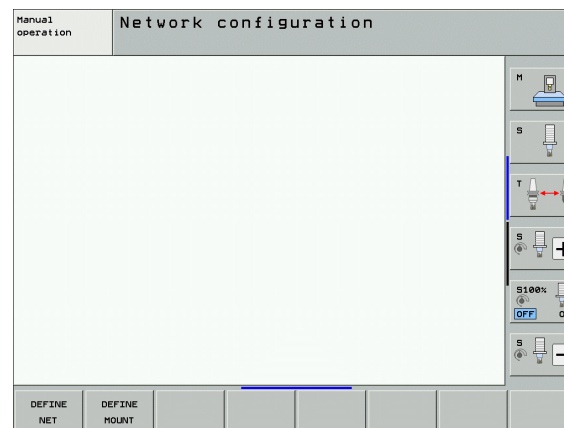 Manual
operation
Network configuration
M
S
T
S
S100%
OFF
S
DEFINE
NET
DEFINE
MOUNT